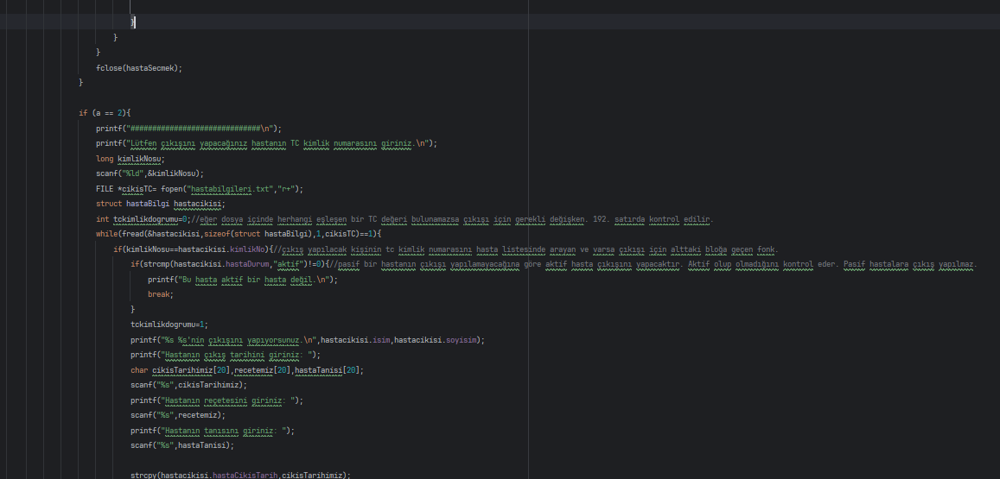 }
}
}
fclose(hastaSecmek);
}
if (a == 2){
printf("##############################\n");
printf("Lütfen çıkışını yapacağınız hastanın TC kimlik numarasını giriniz.\n");
long kimlikNosu;
scanf("%ld",&kimlikNosu);
FILE *cikisTC= fopen("hastabilgileri.txt","r+");
struct hastaBilgi hastacikisi;
int tckimlikdogrumu=0;//eğer dosya içinde herhangi eşleşen bir TC değeri bulunamazsa çıkışı için gerekli değişken. 192. satırda kontrol edilir.
while(fread(&hastacikisi,sizeof(struct hastaBilgi),1,cikisTC)==1){
if(kimlikNosu==hastacikisi.kimlikNo){//çıkış yapılacak kişinin tc kimlik numarasını hasta listesinde arayan ve varsa çıkışı için alttaki bloğa geçen fonk.
if(strcmp(hastacikisi.hastaDurum,"aktif")!=0){//pasif bir hastanın çıkışı yapılamayacağına göre aktif hasta çıkışını yapacaktır. Aktif olup olmadığını kontrol eder. Pasif hastalara çıkış yapılmaz.
printf("Bu hasta aktif bir hasta değil.\n");
break;
}
tckimlikdogrumu=1;
printf("%s %s'nin çıkışını yapıyorsunuz.\n",hastacikisi.isim,hastacikisi.soyisim);
printf("Hastanın çıkış tarihini giriniz: ");
char cikisTarihimiz[20],recetemiz[20],hastaTanisi[20];
scanf("%s",cikisTarihimiz);
printf("Hastanın reçetesini giriniz: ");
scanf("%s",recetemiz);
printf("Hastanın tanısını giriniz: ");
scanf("%s",hastaTanisi);
strcpy(hastacikisi.hastaCikisTarih,cikisTarihimiz);